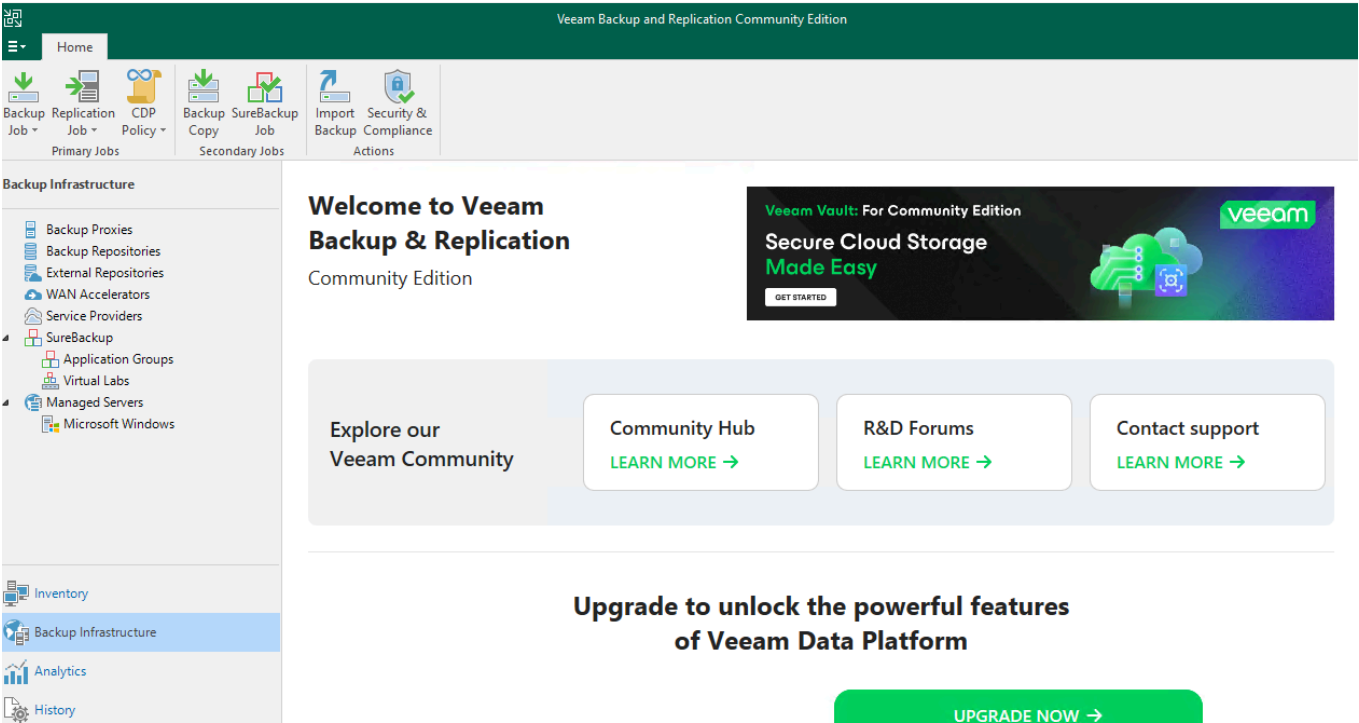 Veeam Backup and Replication Community Edition
Home
Backup Job
Replication Job
CDP Policy
Primary Jobs
Backup Copy
SureBackup Job
Secondary Jobs
Import Backup
Security & Compliance
Actions
Backup Infrastructure
Backup Proxies
Backup Repositories
External Repositories
WAN Accelerators
Service Providers
SureBackup
Application Groups
Virtual Labs
Managed Servers
Microsoft Windows
Inventory
Backup Infrastructure
Analytics
History
Welcome to Veeam
Backup & Replication
Community Edition
Veeam Vault: For Community Edition
Secure Cloud Storage
Made Easy
GET STARTED
veeam
Explore our
Veeam Community
Community Hub
LEARN MORE →
R&D Forums
LEARN MORE →
Contact support
LEARN MORE →
Upgrade to unlock the powerful features
of Veeam Data Platform
UPGRADE NOW →